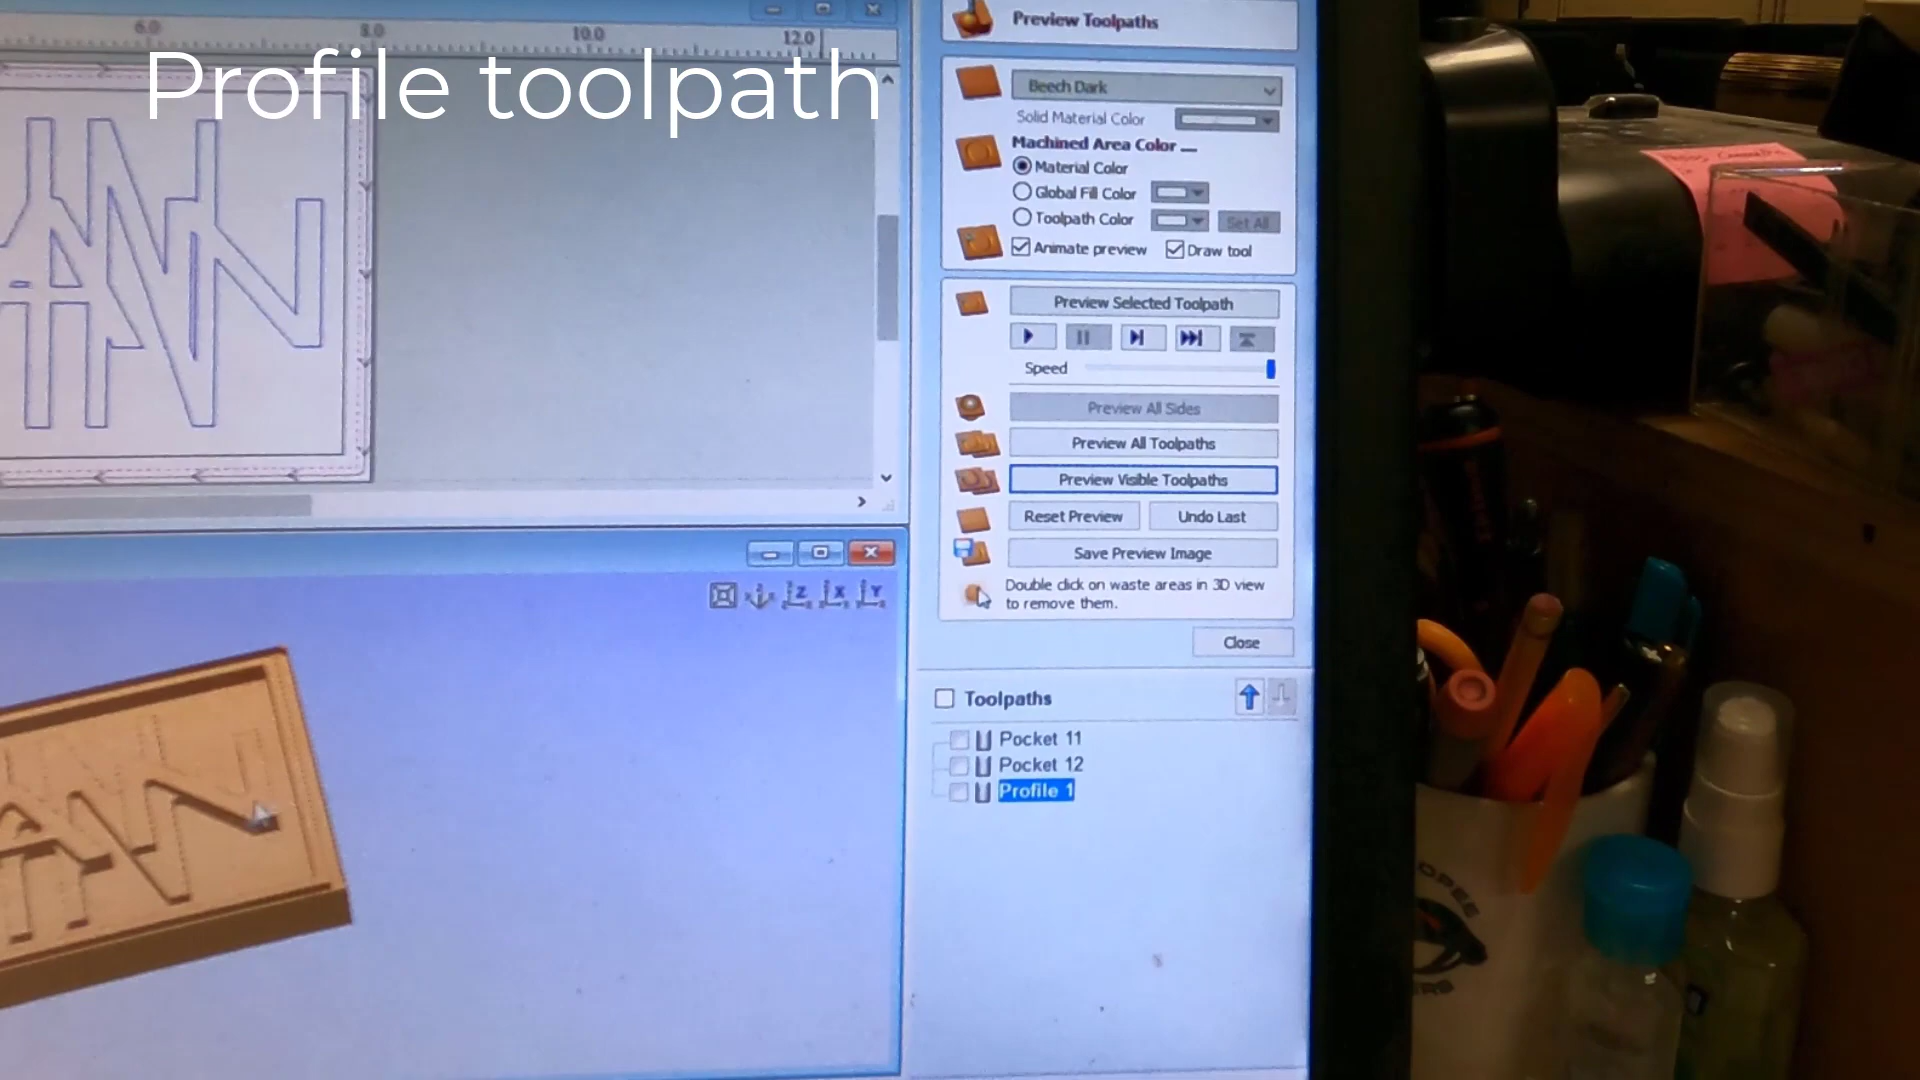 Profile toolpath
6.0 8.0 10.0 12.0
Preview Toolpaths
Beech Dark
Solid Material Color
Machined Area Color
Material Color
Global Fill Color
Toolpath Color Set All
Animate preview Draw tool
Preview Selected Toolpath
Speed
Preview All Sides
Preview All Toolpaths
Preview Visible Toolpaths
Reset Preview Undo Last
Save Preview Image
Double click on waste areas in 3D view
to remove them.
Close
Z X Y
Toolpaths
Pocket 11
Pocket 12
Profile 1